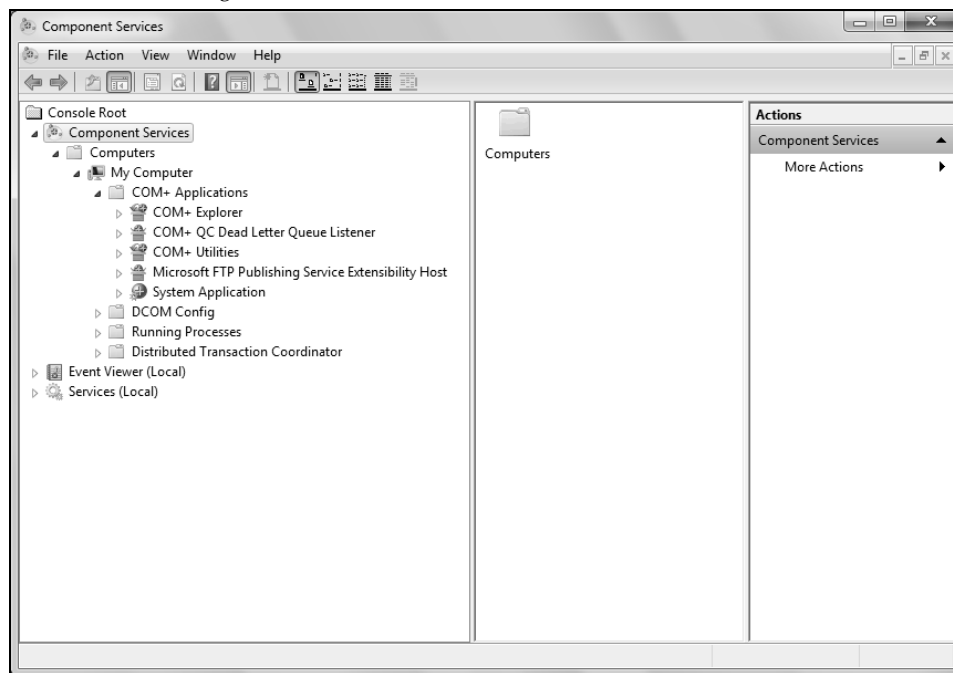 Component Services
File Action View Window Help
Console Root
Component Services
Computers
My Computer
COM+ Applications
COM+ Explorer
COM+ QC Dead Letter Queue Listener
COM+ Utilities
Microsoft FTP Publishing Service Extensibility Host
System Application
DCOM Config
Running Processes
Distributed Transaction Coordinator
Event Viewer (Local)
Services (Local)
Computers
Actions
Component Services
More Actions